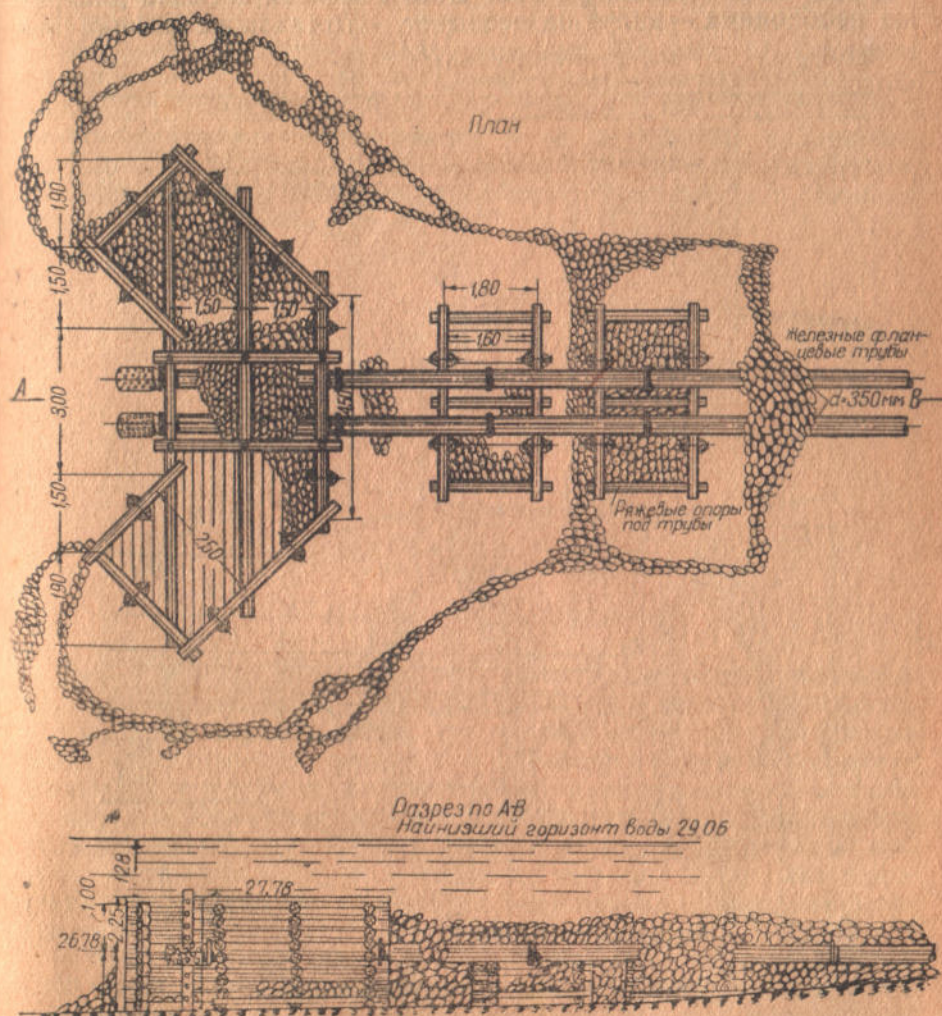 План
1,90
1,50
3,00
1,50
1,90
1,50
1,50
4,50
2,50
1,80
1,60
А
Железные флан-
цевые трубы
d=350 мм В
Ряжевые опоры
под трубы
Разрез по А-В
Наинизший горизонт воды 29.06
1,28
1,00
27,78
26,78